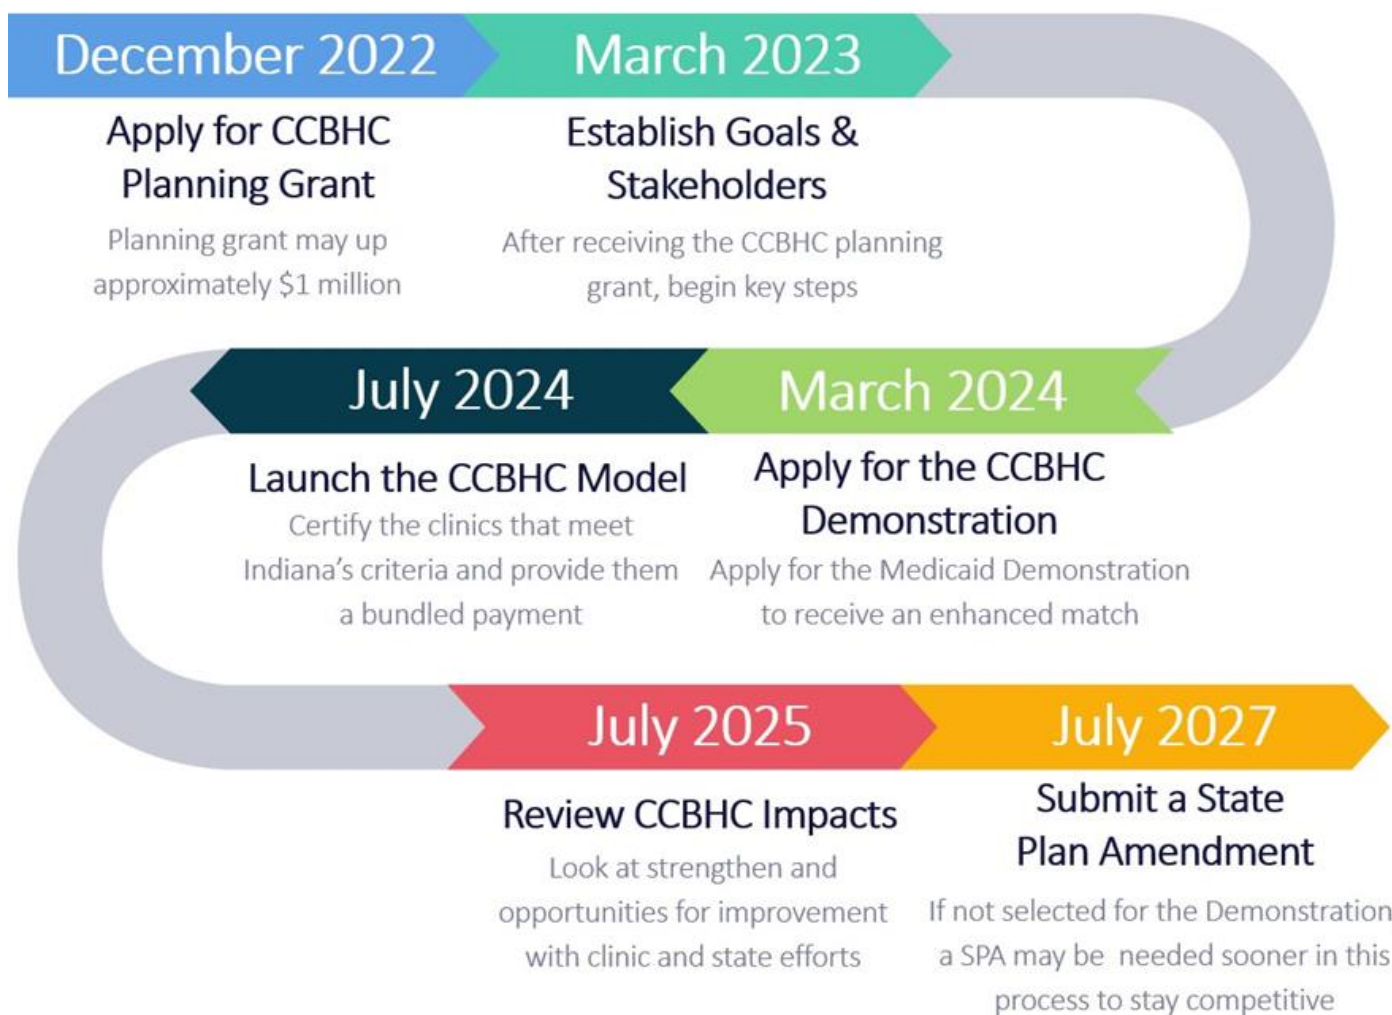 December 2022
Apply for CCBHC
Planning Grant
Planning grant may up
approximately $1 million
March 2023
Establish Goals &
Stakeholders
After receiving the CCBHC planning
grant, begin key steps
March 2024
Apply for the CCBHC
Demonstration
Apply for the Medicaid Demonstration
to receive an enhanced match
July 2024
Launch the CCBHC Model
Certify the clinics that meet
Indiana’s criteria and provide them
a bundled payment
July 2025
Review CCBHC Impacts
Look at strengthen and
opportunities for improvement
with clinic and state efforts
July 2027
Submit a State
Plan Amendment
If not selected for the Demonstration
a SPA may be  needed sooner in this
process to stay competitive